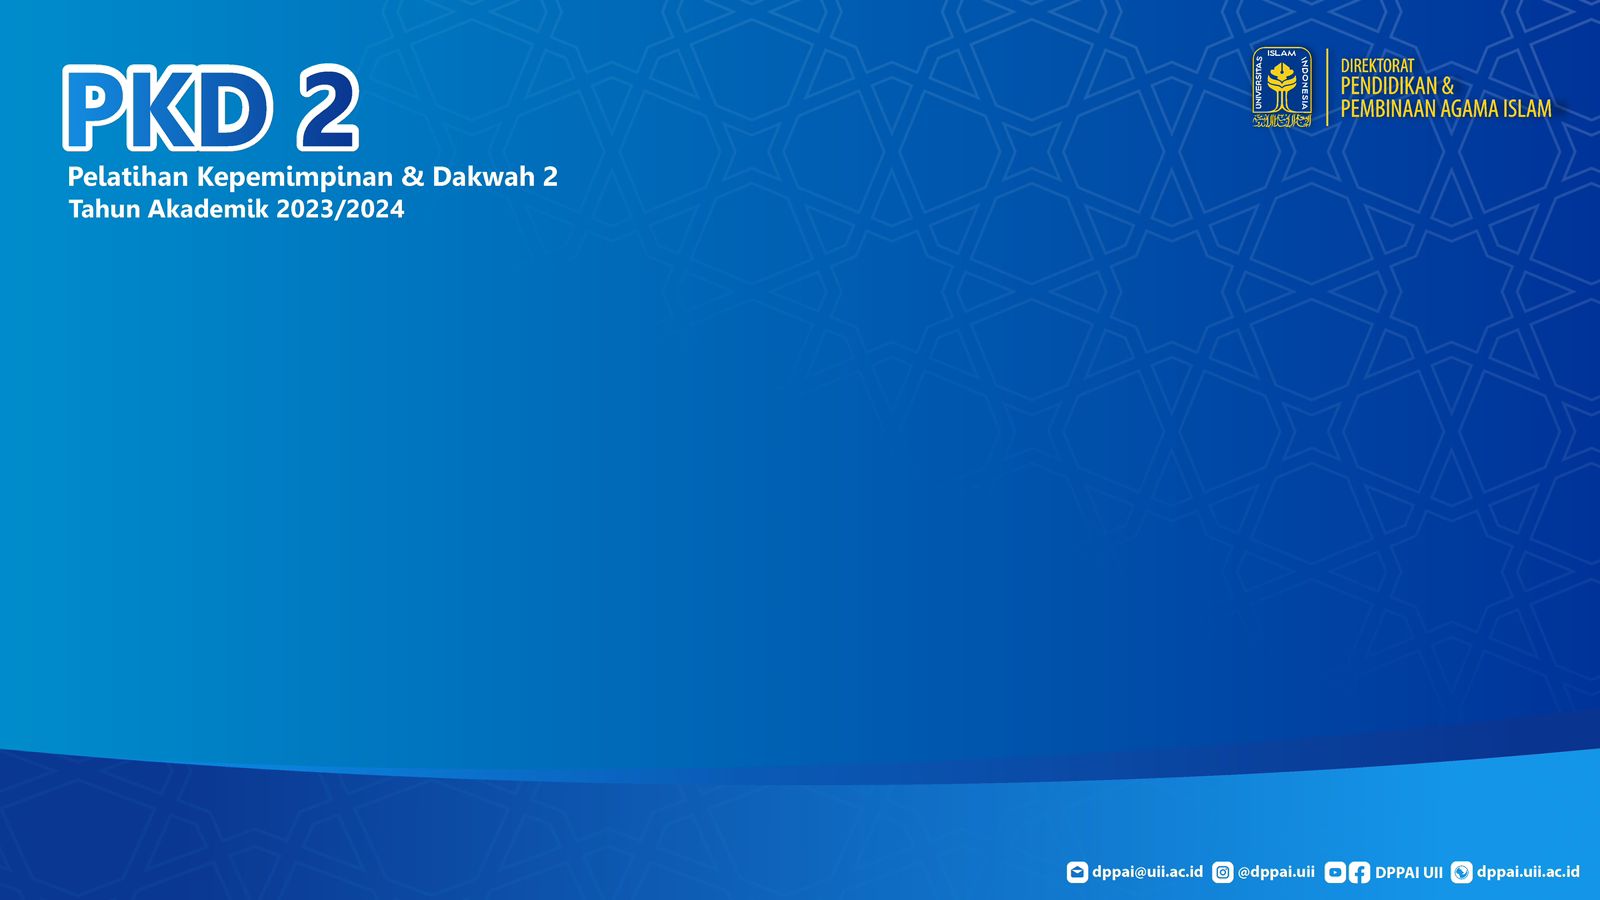 PKD 2
Pelatihan Kepemimpinan & Dakwah 2
Tahun Akademik 2023/2024
UNIVERSITAS ISLAM INDONESIA
DIREKTORAT
PENDIDIKAN &
PEMBINAAN AGAMA ISLAM
dppai@uii.ac.id @dppai.uii DPPAI UII dppai.uii.ac.id